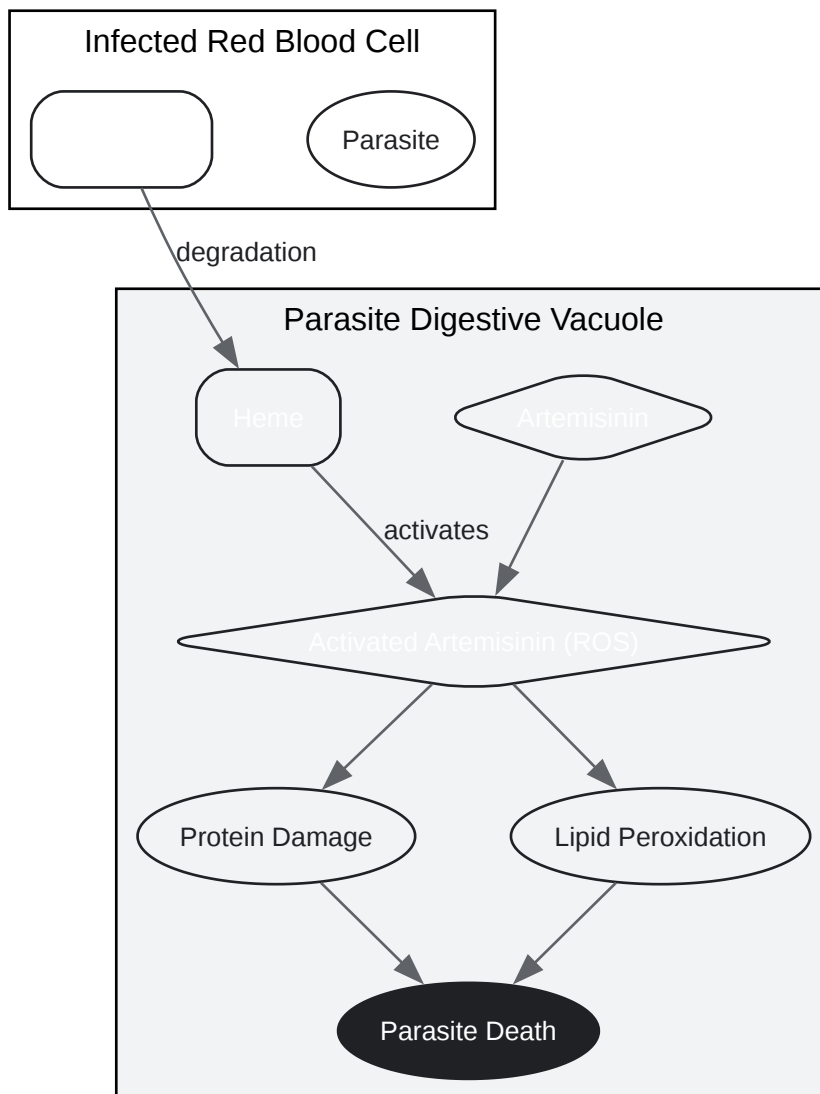 Infected Red Blood Cell
Parasite
degradation
Parasite Digestive Vacuole
Heme
Artemisinin
activates
Activated Artemisinin (ROS)
Protein Damage
Lipid Peroxidation
Parasite Death